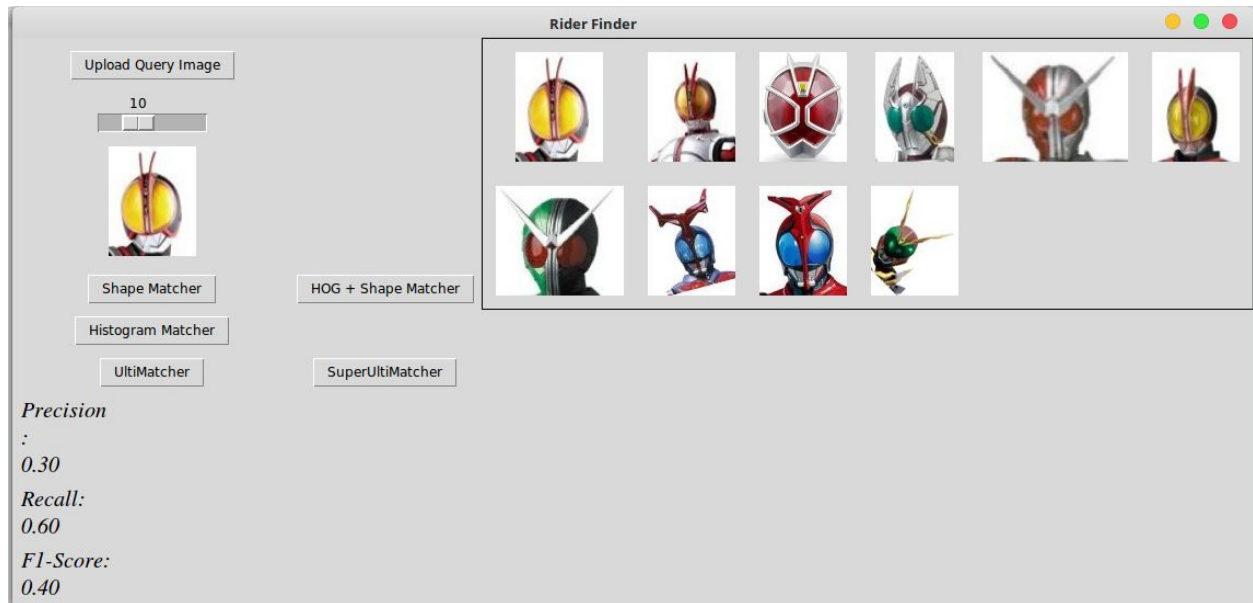 Rider Finder
Upload Query Image
10
Shape Matcher
HOG + Shape Matcher
Histogram Matcher
UltiMatcher
SuperUltiMatcher
Precision
:
0.30
Recall:
0.60
F1-Score:
0.40